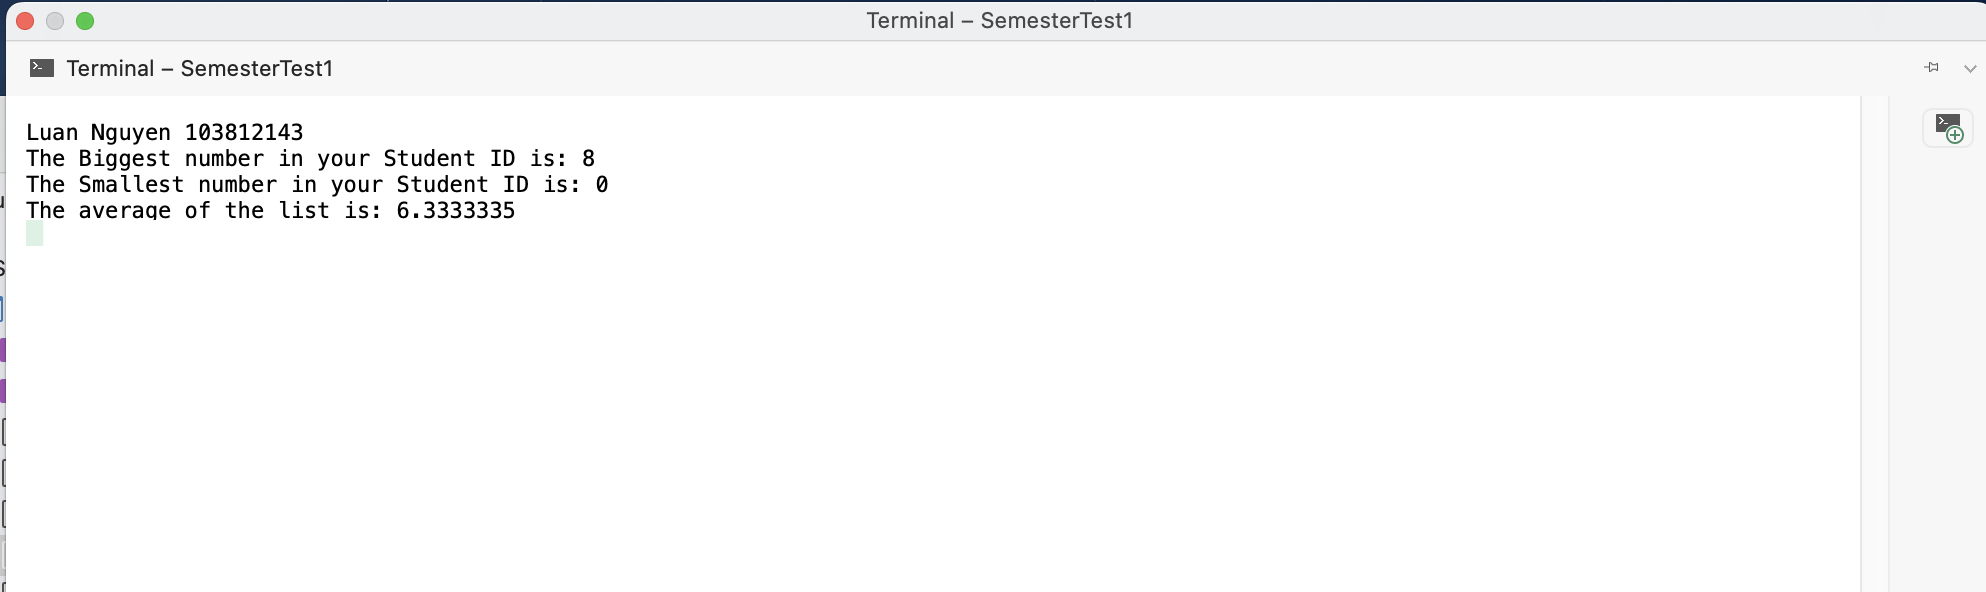 Terminal – SemesterTest1
Terminal – SemesterTest1
Luan Nguyen 103812143
The Biggest number in your Student ID is: 8
The Smallest number in your Student ID is: 0
The average of the list is: 6.3333335